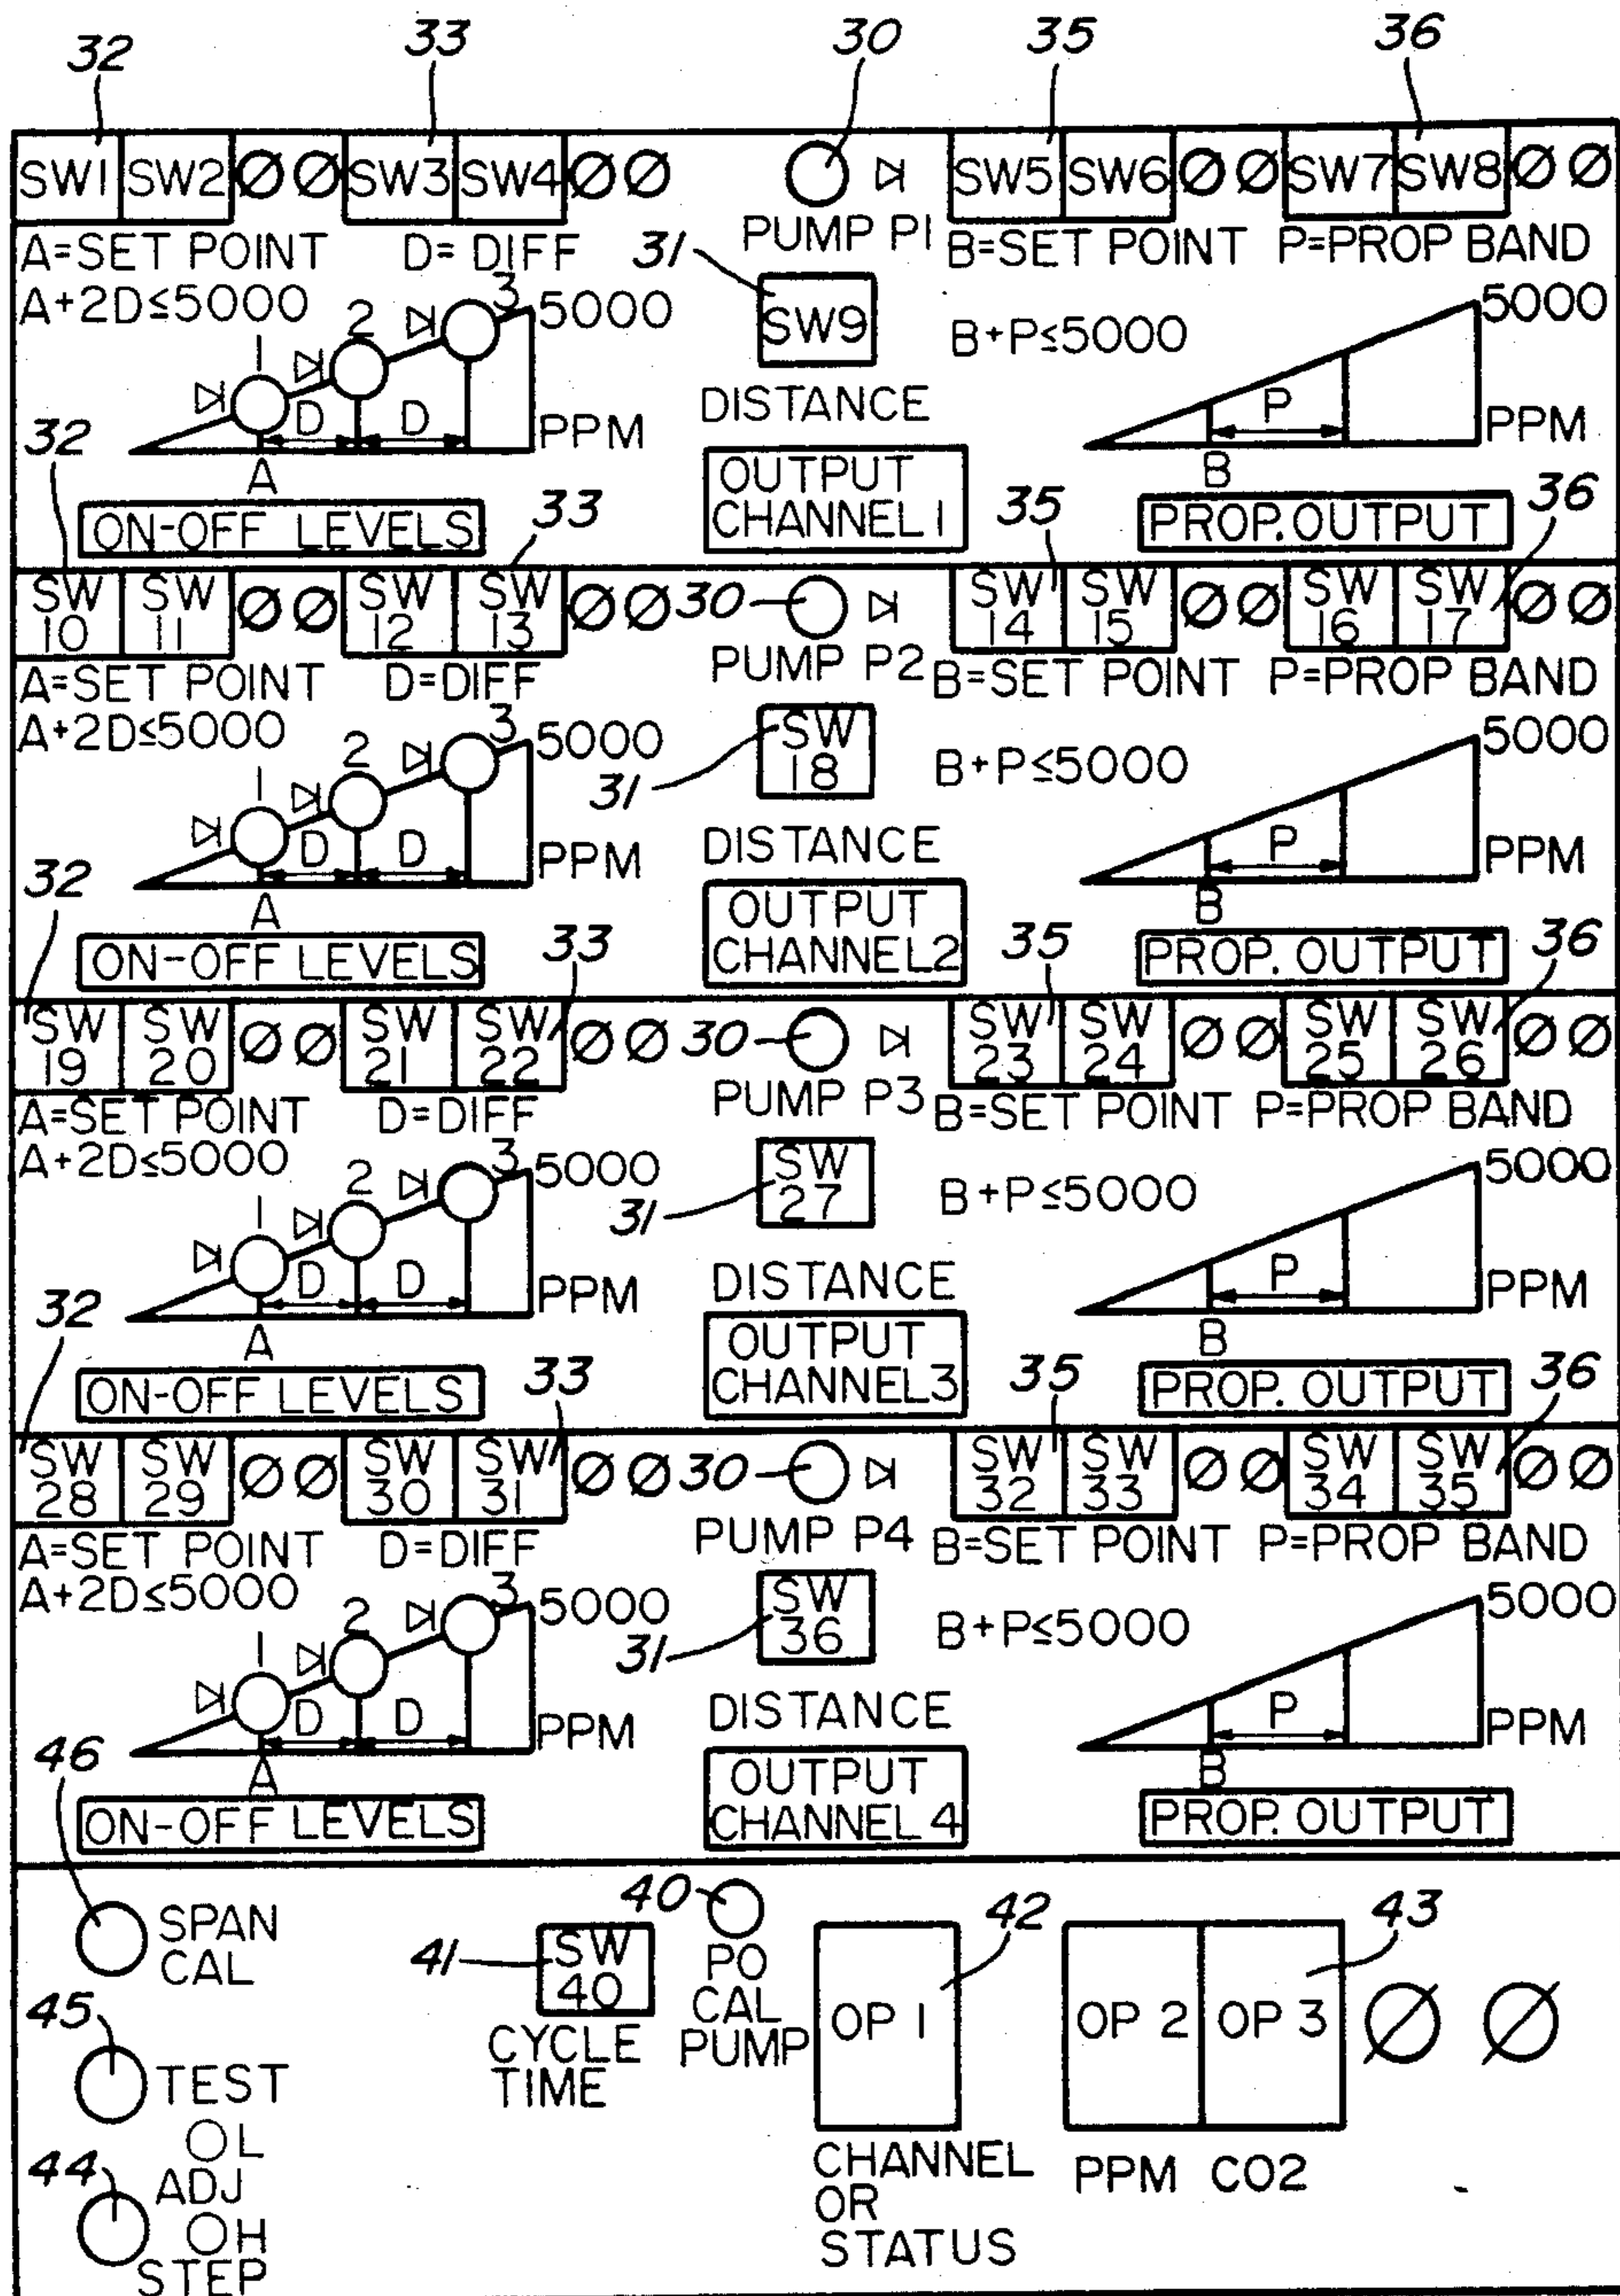 32 33 30 35 36
SW1 SW2 ØØ SW3 SW4 ØØ SW5 SW6 ØØ SW7 SW8 ØØ
A=SET POINT D=DIFF 31 PUMP P1 B=SET POINT P=PROP BAND
A+2D≤5000 1 2 3 5000 SW9 B+P≤5000 5000
DISTANCE
32 D D PPM P PPM
A B
ON-OFF LEVELS 33 OUTPUT CHANNEL 1 35 PROP. OUTPUT 36
SW 10 SW 11 ØØ SW 12 SW 13 ØØ 30 SW 14 SW 15 ØØ SW 16 SW 17 ØØ
A=SET POINT D=DIFF PUMP P2 B=SET POINT P=PROP BAND
A+2D≤5000 1 2 3 5000 31 SW 18 B+P≤5000 5000
DISTANCE
32 D D PPM P PPM
A B
ON-OFF LEVELS 33 OUTPUT CHANNEL2 35 PROP. OUTPUT 36
SW 19 SW 20 ØØ SW 21 SW 22 ØØ 30 SW 23 SW 24 ØØ SW 25 SW 26 ØØ
A=SET POINT D=DIFF PUMP P3 B=SET POINT P=PROP BAND
A+2D≤5000 1 2 3 5000 31 SW 27 B+P≤5000 5000
DISTANCE
32 D D PPM P PPM
A B
ON-OFF LEVELS 33 OUTPUT CHANNEL3 35 PROP. OUTPUT 36
SW 28 SW 29 ØØ SW 30 SW 31 ØØ 30 SW 32 SW 33 ØØ SW 34 SW 35 ØØ
A=SET POINT D=DIFF PUMP P4 B=SET POINT P=PROP BAND
A+2D≤5000 1 2 3 5000 31 SW 36 B+P≤5000 5000
DISTANCE
46 D D PPM P PPM
A B
ON-OFF LEVELS OUTPUT CHANNEL 4 PROP. OUTPUT
40 42 43
SPAN
CAL
41 SW 40
CYCLE
TIME
PO
CAL
PUMP
OP 1 OP 2 OP 3 Ø Ø
45
TEST
OL
44 ADJ
OH
STEP
CHANNEL
OR
STATUS
PPM CO2